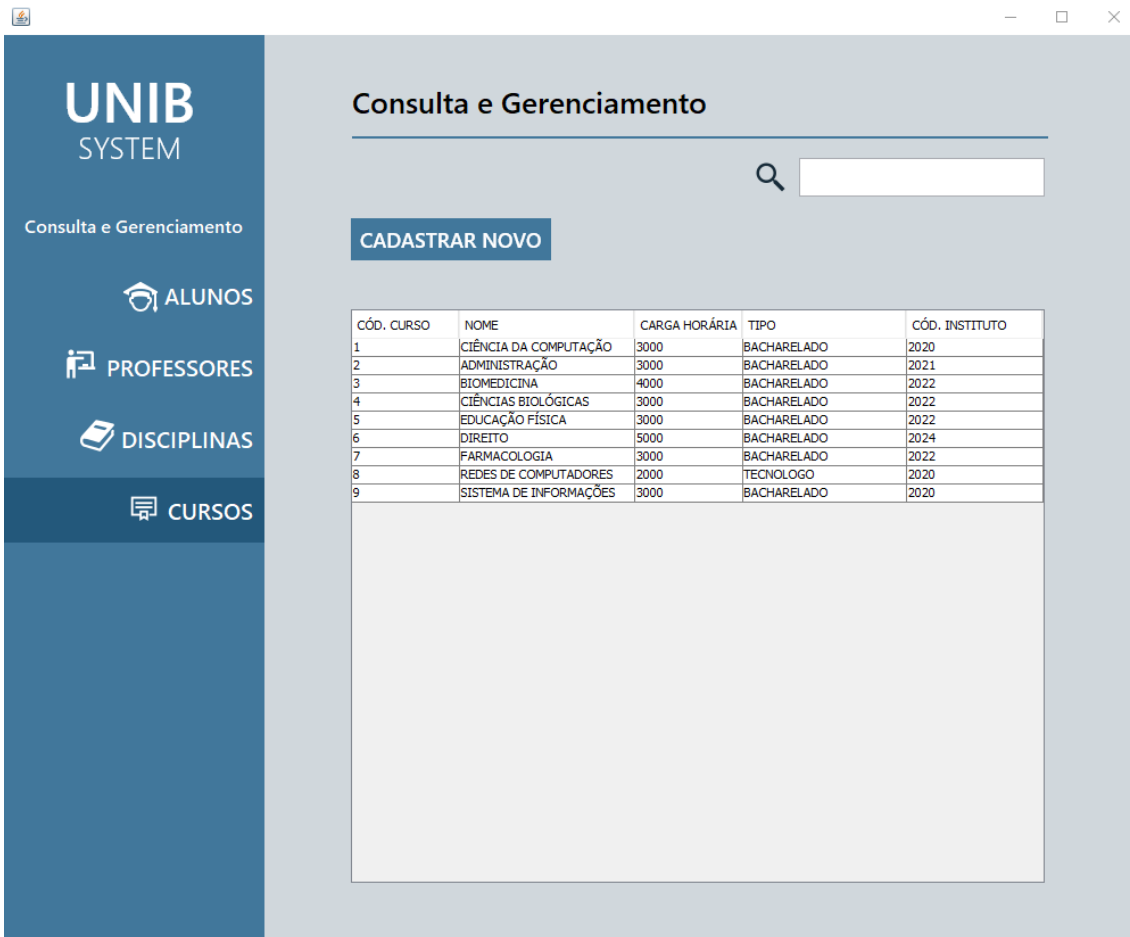 UNIB
SYSTEM
Consulta e Gerenciamento
ALUNOS
PROFESSORES
DISCIPLINAS
CURSOS
Consulta e Gerenciamento
CADASTRAR NOVO
CÓD. CURSO NOME CARGA HORÁRIA TIPO CÓD. INSTITUTO
1 CIÊNCIA DA COMPUTAÇÃO 3000 BACHARELADO 2020
2 ADMINISTRAÇÃO 3000 BACHARELADO 2021
3 BIOMEDICINA 4000 BACHARELADO 2022
4 CIÊNCIAS BIOLÓGICAS 3000 BACHARELADO 2022
5 EDUCAÇÃO FÍSICA 3000 BACHARELADO 2022
6 DIREITO 5000 BACHARELADO 2024
7 FARMACOLOGIA 3000 BACHARELADO 2022
8 REDES DE COMPUTADORES 2000 TECNOLOGO 2020
9 SISTEMA DE INFORMAÇÕES 3000 BACHARELADO 2020